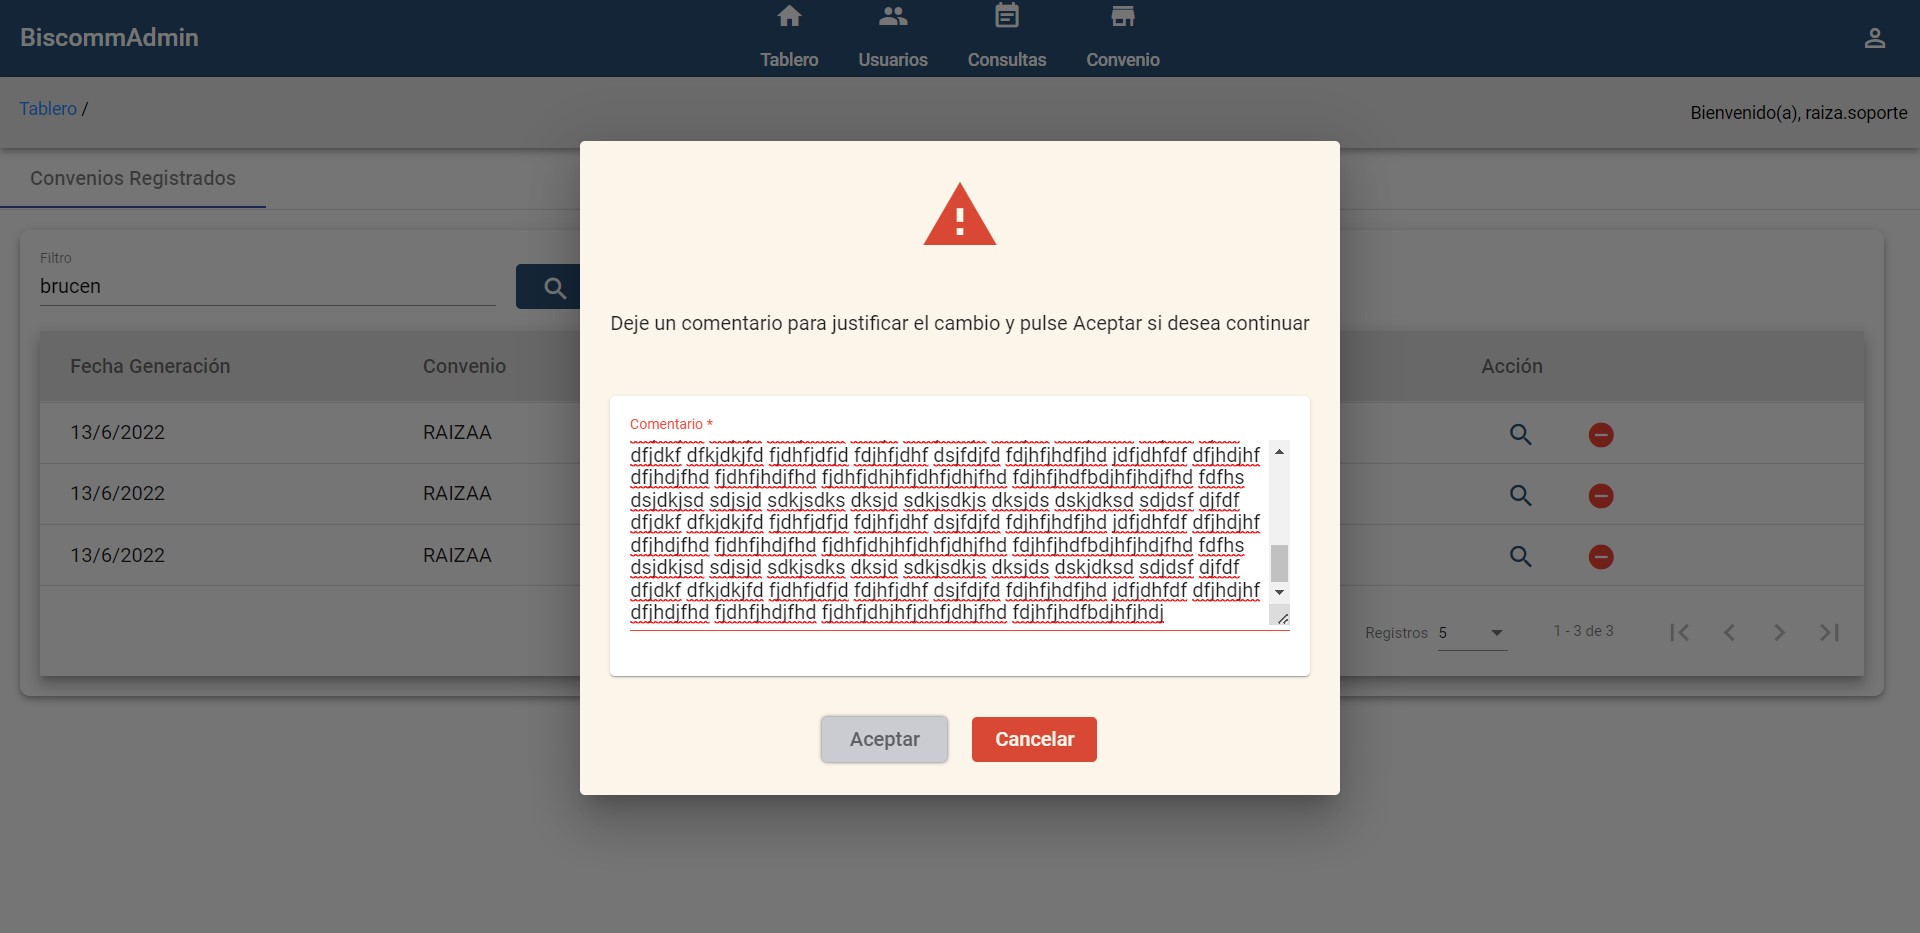 BiscommAdmin
Tablero
Usuarios
Consultas
Convenio
Tablero /
Bienvenido(a), raiza.soporte
Convenios Registrados
Filtro
brucen
Fecha Generación
Convenio
Acción
13/6/2022
RAIZAA
13/6/2022
RAIZAA
13/6/2022
RAIZAA
Registros
5
1 - 3 de 3
Deje un comentario para justificar el cambio y pulse Aceptar si desea continuar
Comentario *
dfjdkf dfkjdkjfd fjdhfjdfjd fdjhfjdhf dsjfdjfd fdjhfjhdfjhd jdfjdhfdf dfjhdjhf
dfjhdjfhd fjdhfjhdjfhd fjdhfjdhjhfjdhfjdhjfhd fdjhfjhdfbdjhfjhdjfhd fdfhs
dsjdkjsd sdjsjd sdkjsdks dksjd sdkjsdkjs dksjds dskjdksd sdjdsf djfdf
dfjdkf dfkjdkjfd fjdhfjdfjd fdjhfjdhf dsjfdjfd fdjhfjhdfjhd jdfjdhfdf dfjhdjhf
dfjhdjfhd fjdhfjhdjfhd fjdhfjdhjhfjdhfjdhjfhd fdjhfjhdfbdjhfjhdjfhd fdfhs
dsjdkjsd sdjsjd sdkjsdks dksjd sdkjsdkjs dksjds dskjdksd sdjdsf djfdf
dfjdkf dfkjdkjfd fjdhfjdfjd fdjhfjdhf dsjfdjfd fdjhfjhdfjhd jdfjdhfdf dfjhdjhf
dfjhdjfhd fjdhfjhdjfhd fjdhfjdhjhfjdhfjdhjfhd fdjhfjhdfbdjhfjhdj
Aceptar
Cancelar